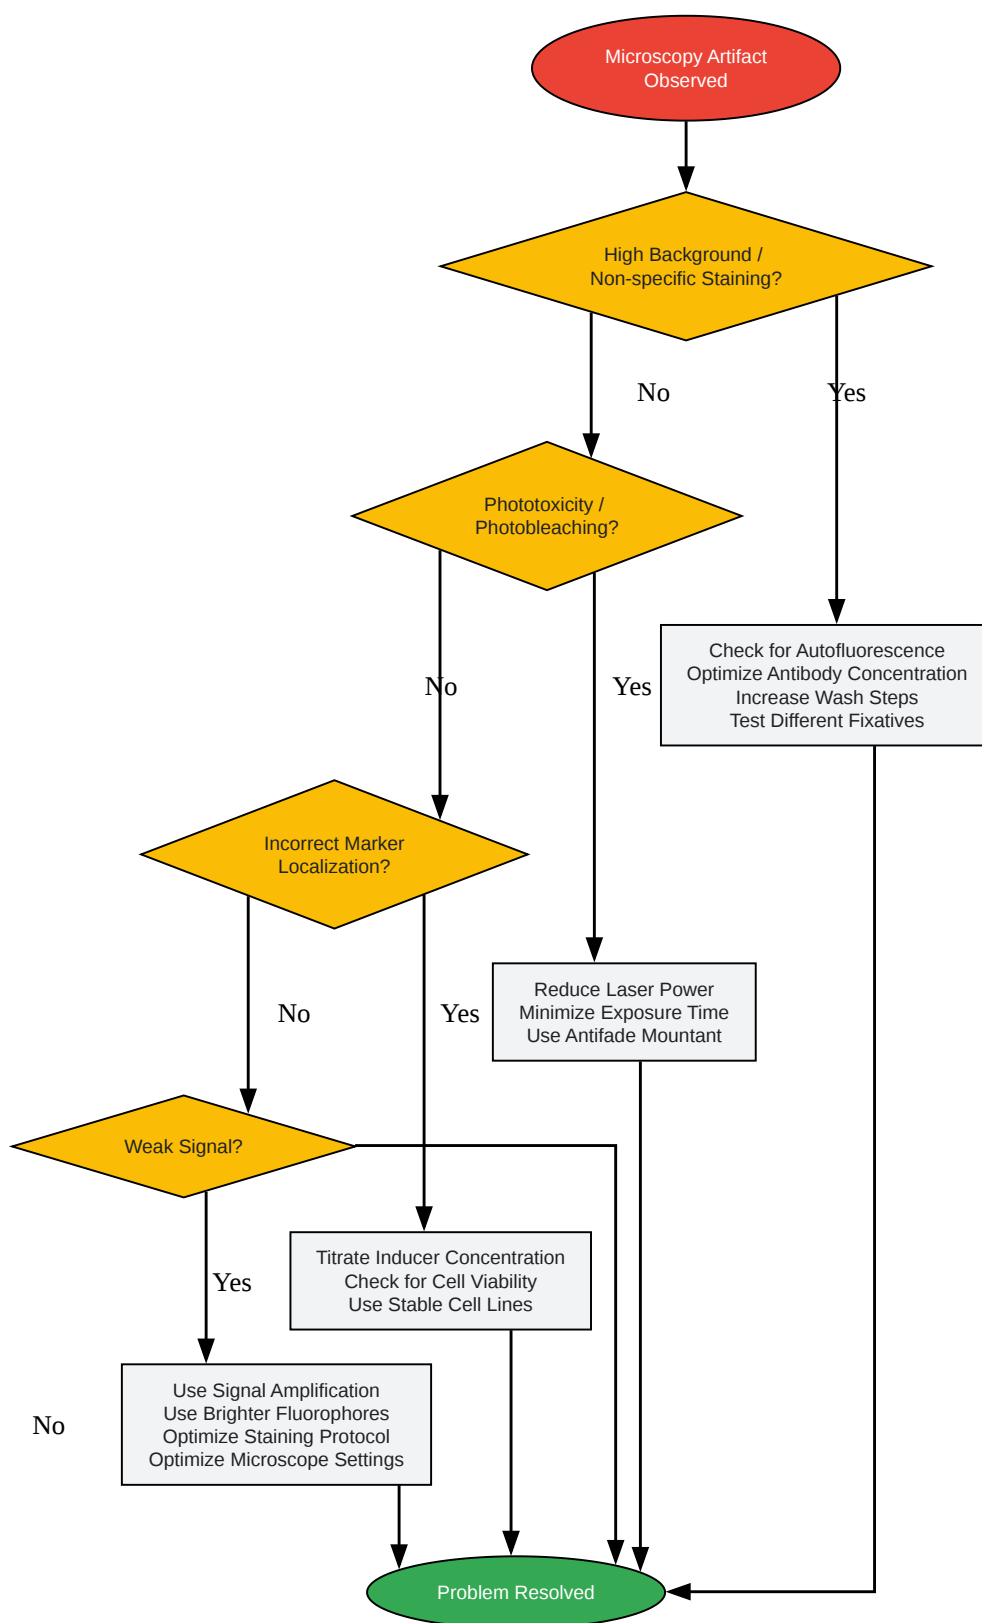 Microscopy Artifact
Observed
High Background /
Non-specific Staining?
No
Yes
Phototoxicity /
Photobleaching?
No
Yes
Check for Autofluorescence
Optimize Antibody Concentration
Increase Wash Steps
Test Different Fixatives
Incorrect Marker
Localization?
No
Yes
Reduce Laser Power
Minimize Exposure Time
Use Antifade Mountant
Weak Signal?
Yes
Titrate Inducer Concentration
Check for Cell Viability
Use Stable Cell Lines
No
Use Signal Amplification
Use Brighter Fluorophores
Optimize Staining Protocol
Optimize Microscope Settings
Problem Resolved